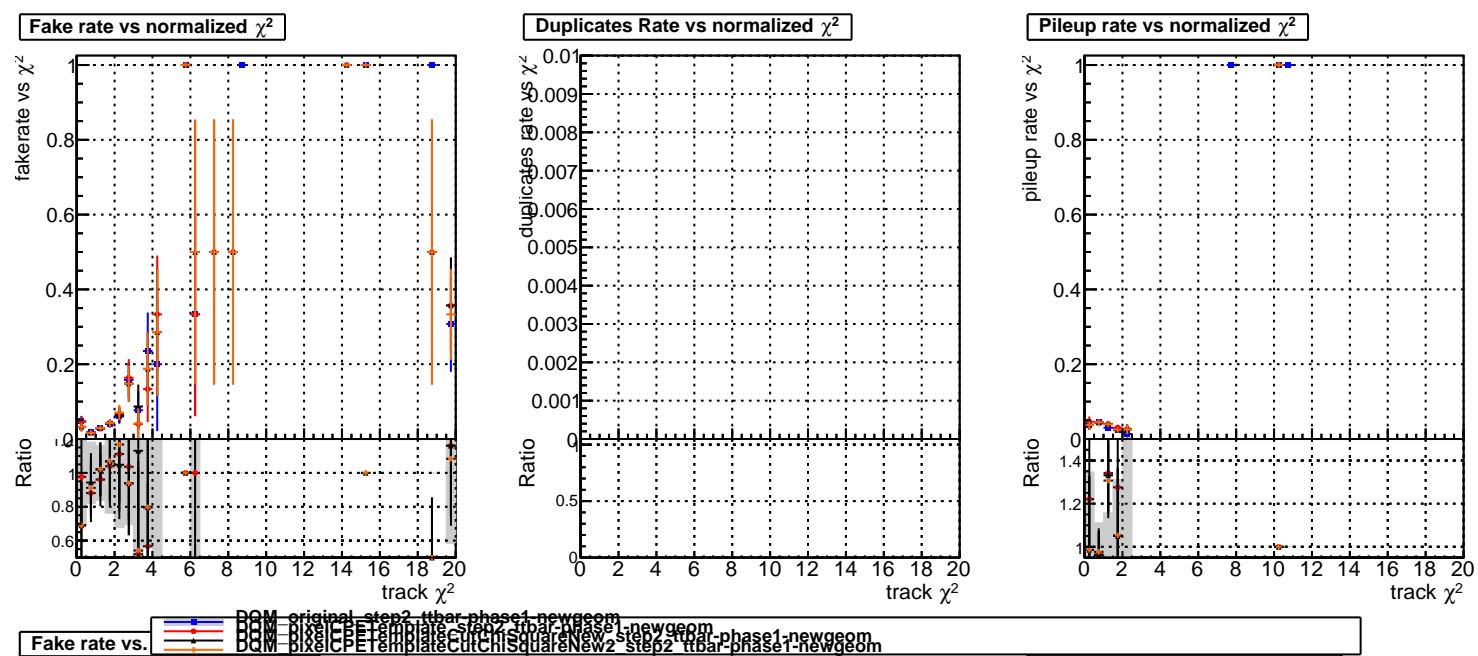 Fake rate vs normalized χ²
fakerate vs χ²
1
0.8
0.6
0.4
0.2
0
Ratio
1
0.8
0.6
0 2 4 6 8 10 12 14 16 18 20
track χ²
Duplicates Rate vs normalized χ²
duplicates rate vs χ²
0.01
0.009
0.008
0.007
0.006
0.005
0.004
0.003
0.002
0.001
0
Ratio
1
0.5
0
0 2 4 6 8 10 12 14 16 18 20
track χ²
Pileup rate vs normalized χ²
pileup rate vs χ²
1
0.8
0.6
0.4
0.2
0
Ratio
1.4
1.2
1
0 2 4 6 8 10 12 14 16 18 20
track χ²
DQM_original_step2_ttbar-phase1-newgeom
DQM_pixelCPETemplate_step2_ttbar-phase1-newgeom
DQM_pixelCPETemplateCutChiSquareNew_step2_ttbar-phase1-newgeom
DQM_pixelCPETemplateCutChiSquareNew2_step2_ttbar-phase1-newgeom
Fake rate vs.